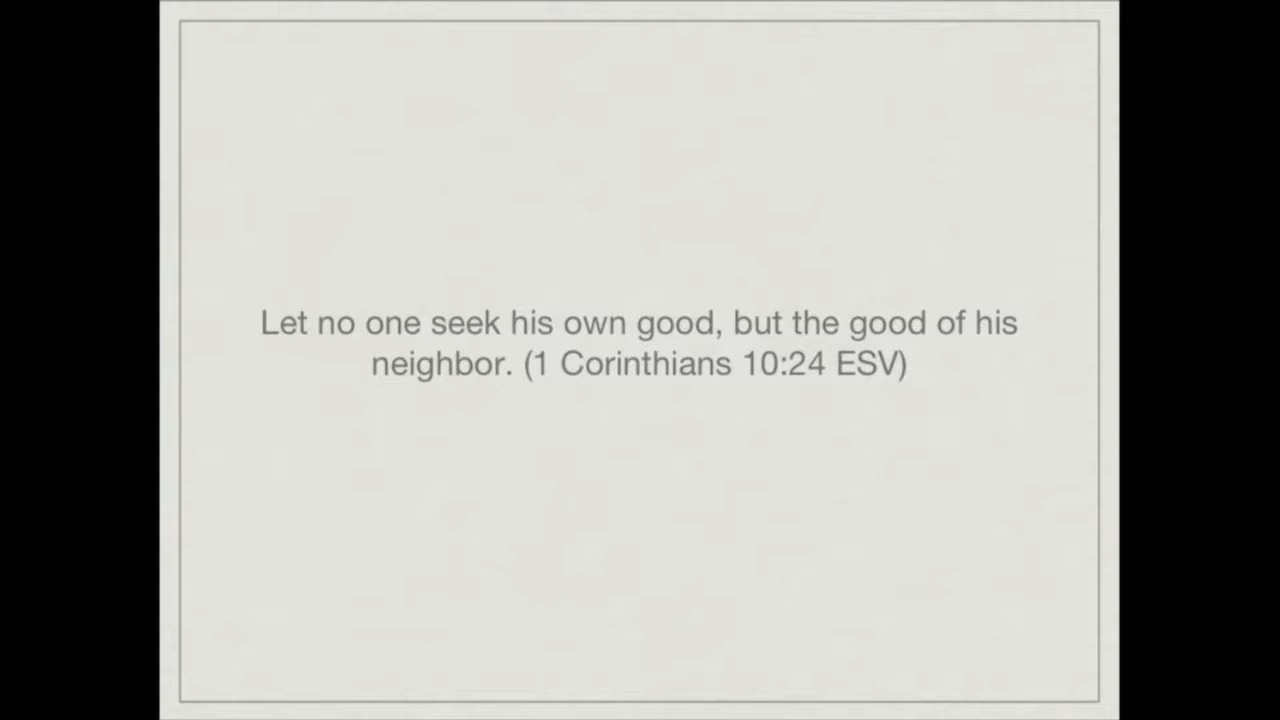 Let no one seek his own good, but the good of his
neighbor. (1 Corinthians 10:24 ESV)